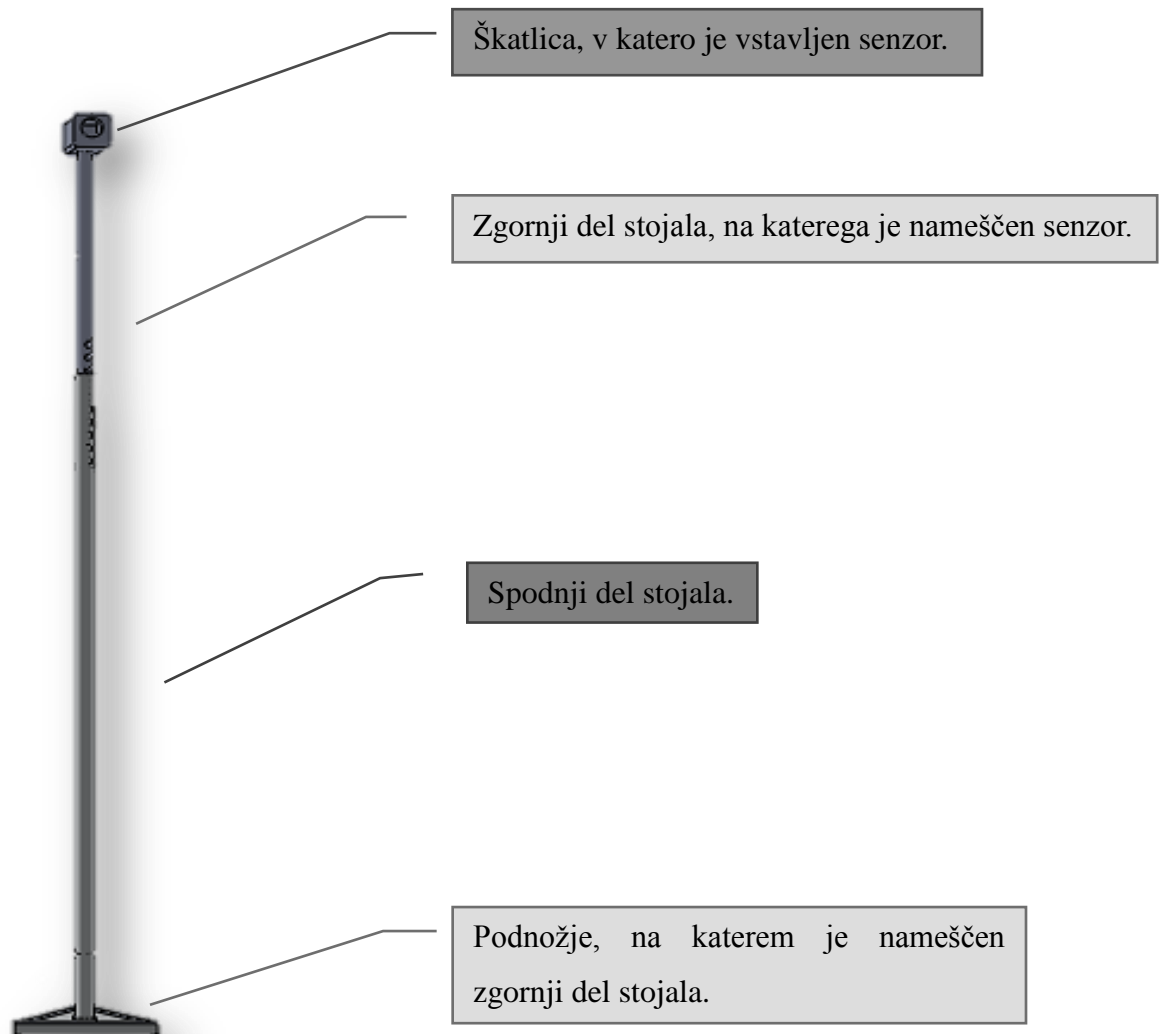 Škatlica, v katero je vstavljen senzor.
Zgornji del stojala, na katerega je nameščen senzor.
Spodnji del stojala.
Podnožje, na katerem je nameščen
zgornji del stojala.